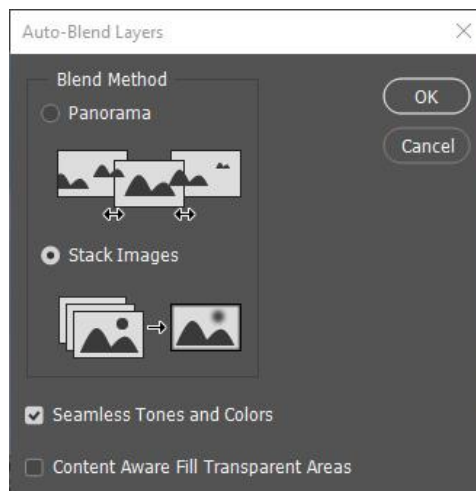 Auto-Blend Layers
Blend Method
Panorama
Stack Images
OK
Cancel
Seamless Tones and Colors
Content Aware Fill Transparent Areas